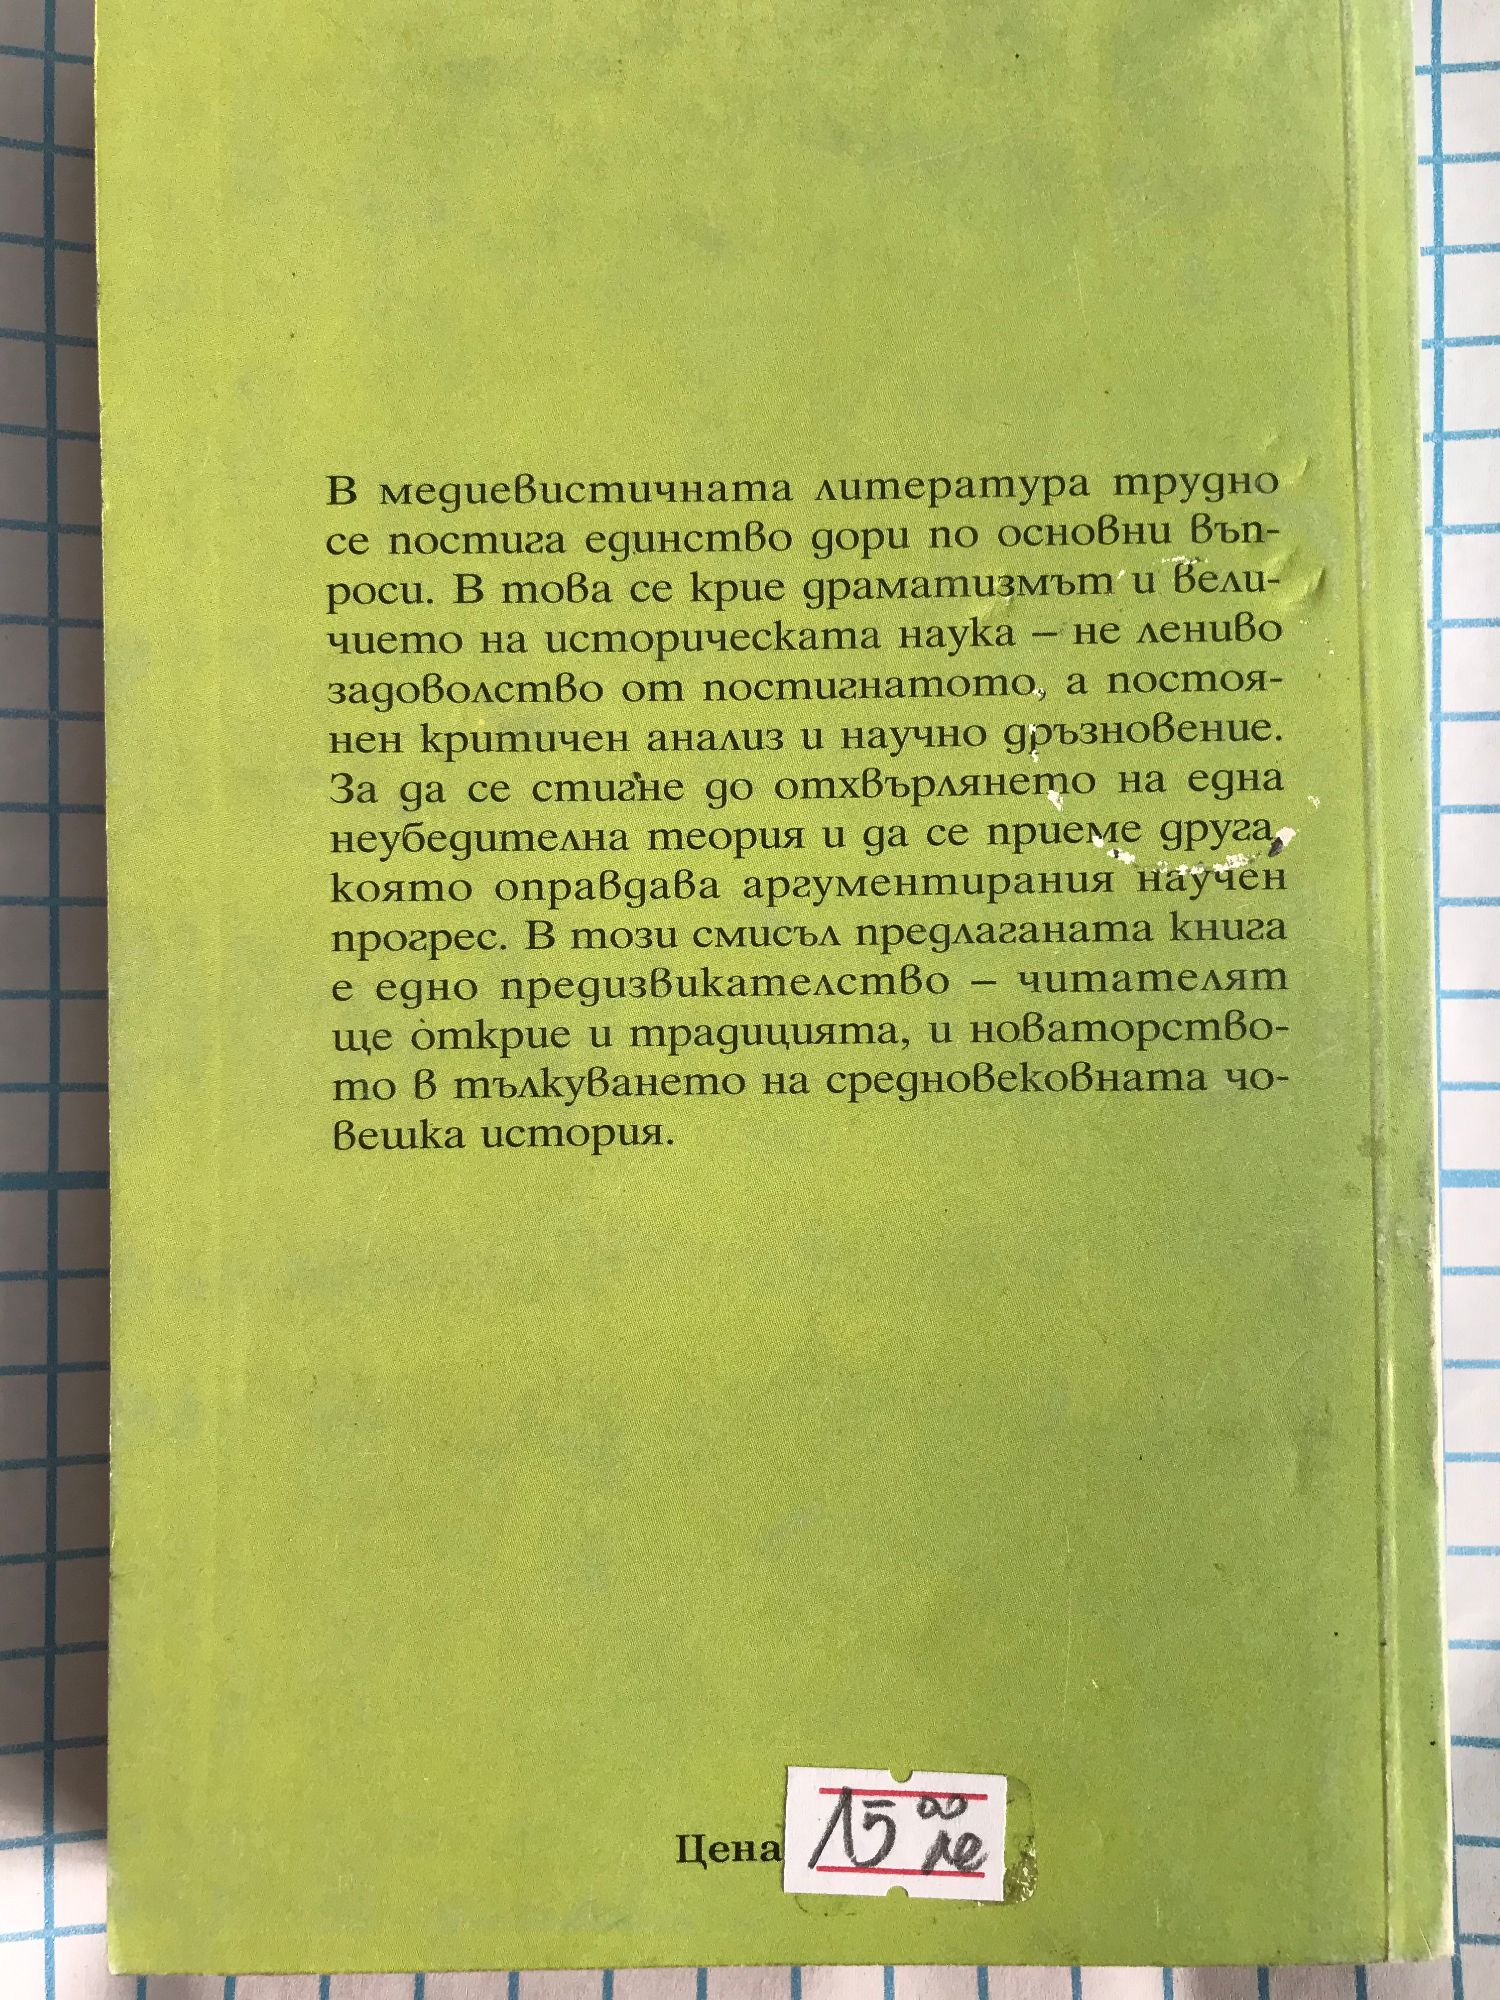 В медиевистичната литература трудно
се постига единство дори по основни въп-
роси. В това се крие драматизмът и вели-
чието на историческата наука – не лениво
задоволство от постигнатото, а постоя-
нен критичен анализ и научно дръзновение.
За да се стигне до отхвърлянето на една
неубедителна теория и да се приеме друга,
която оправдава аргументирания научен
прогрес. В този смисъл предлаганата книга
е едно предизвикателство – читателят
ще открие и традицията, и новаторство-
то в тълкуването на средновековната чо-
вешка история.
Цена 15 00 лв